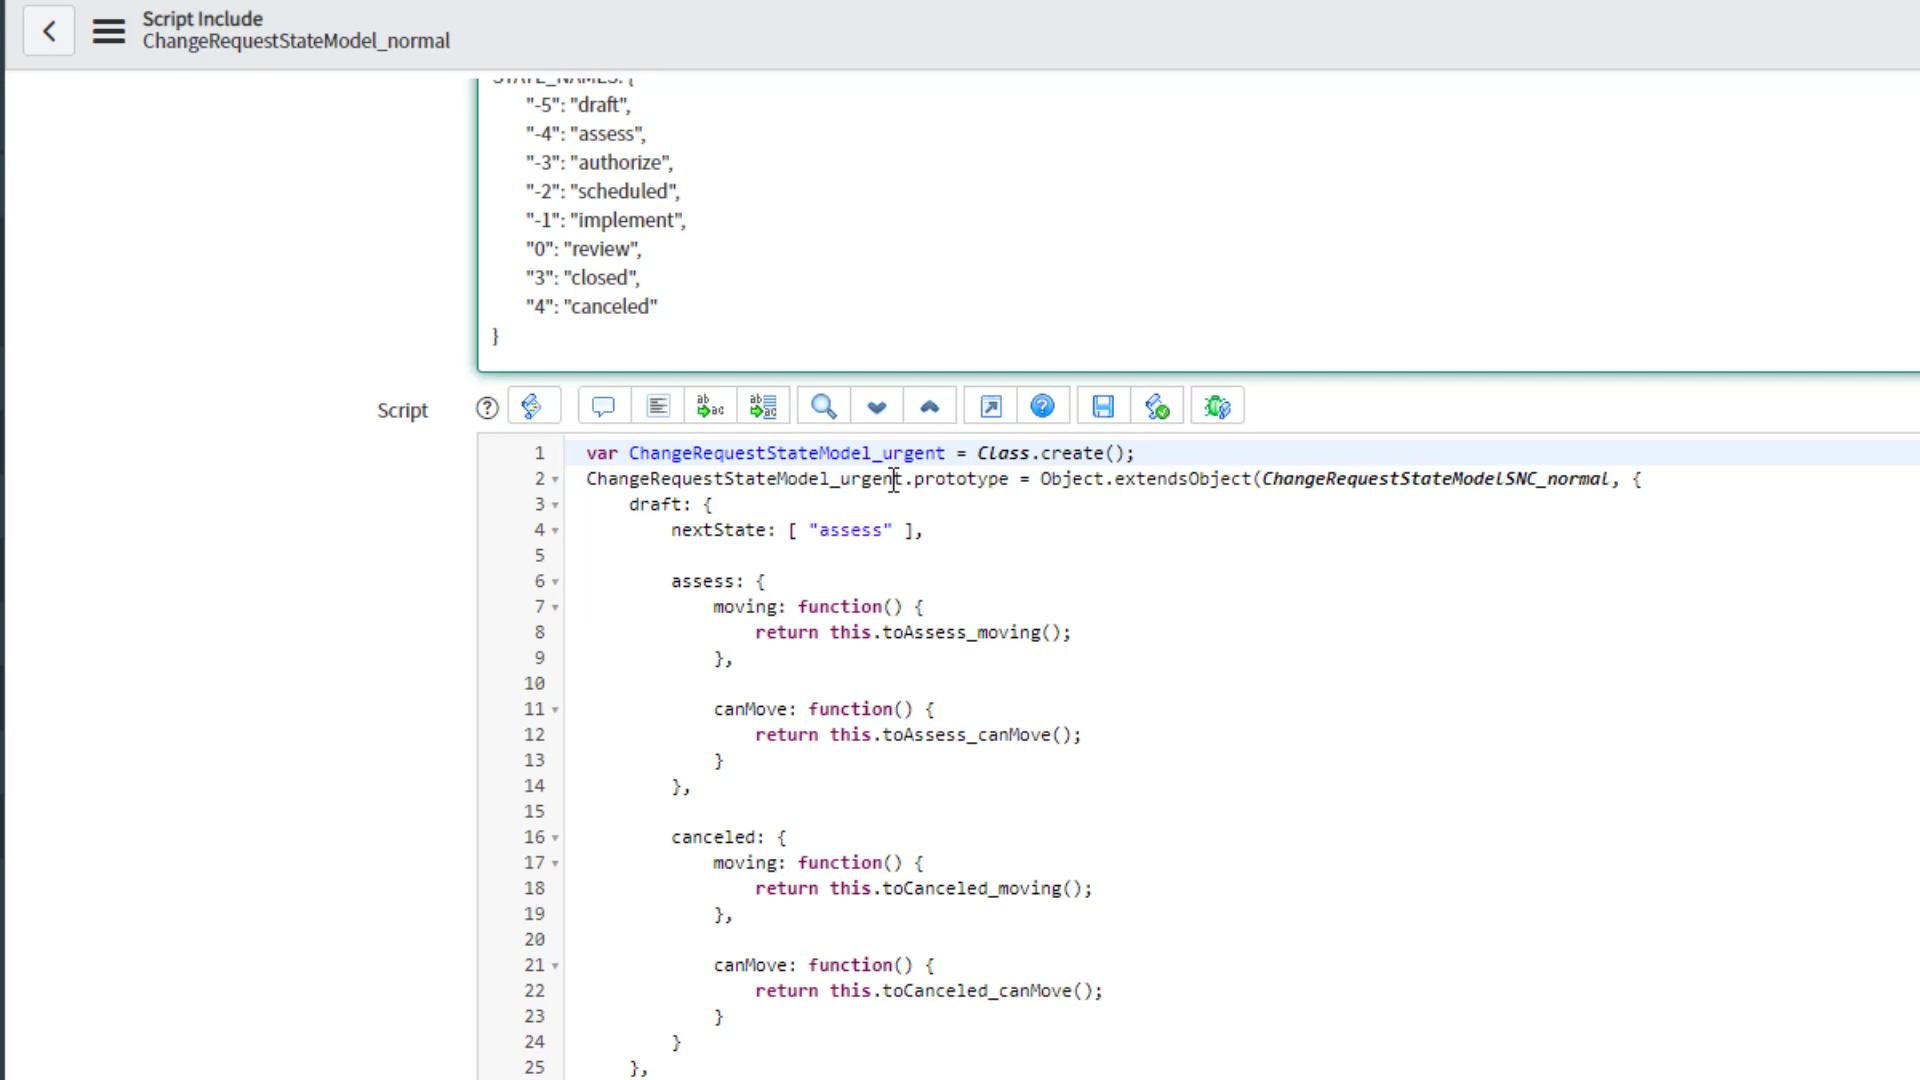 Script Include
ChangeRequestStateModel_normal
STATE_NAMES: {
"-5": "draft",
"-4": "assess",
"-3": "authorize",
"-2": "scheduled",
"-1": "implement",
"0": "review",
"3": "closed",
"4": "canceled"
}
Script
1 var ChangeRequestStateModel_urgent = Class.create();
2 ChangeRequestStateModel_urgent.prototype = Object.extendsObject(ChangeRequestStateModelSNC_normal, {
3 draft: {
4 nextState: [ "assess" ],
5
6 assess: {
7 moving: function() {
8 return this.toAssess_moving();
9 },
10
11 canMove: function() {
12 return this.toAssess_canMove();
13 }
14 },
15
16 canceled: {
17 moving: function() {
18 return this.toCanceled_moving();
19 },
20
21 canMove: function() {
22 return this.toCanceled_canMove();
23 }
24 }
25 },